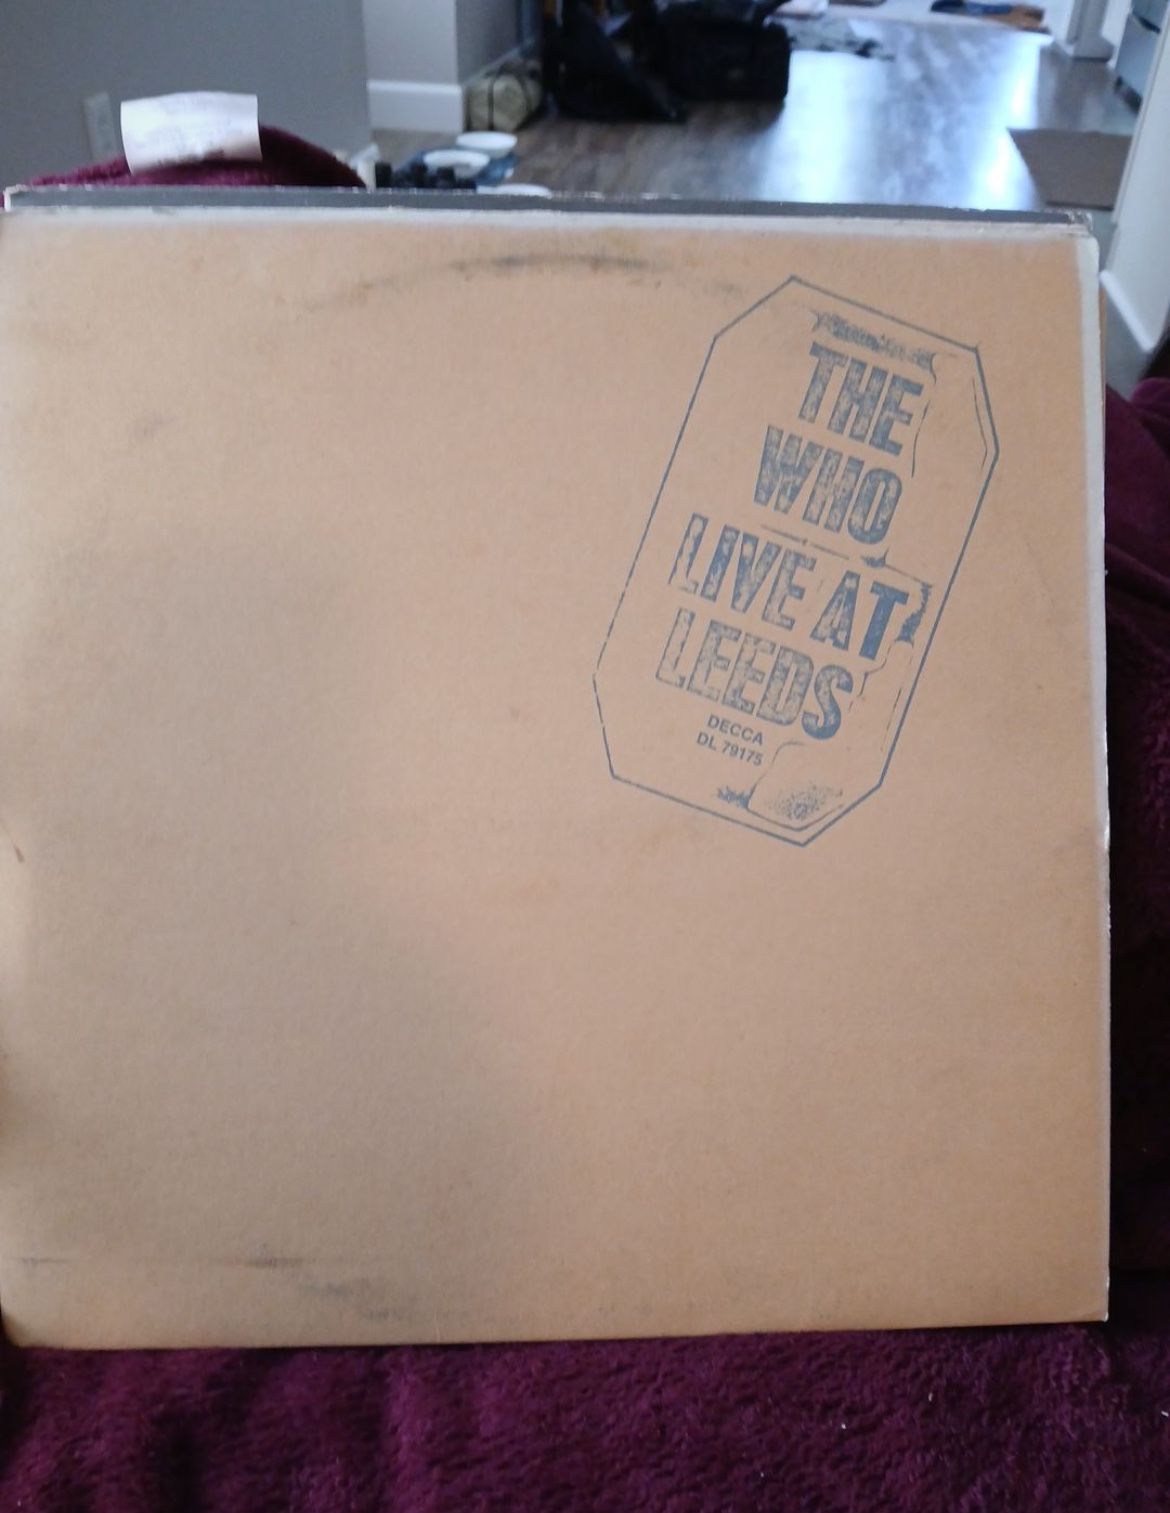 THE
WHO
LIVE AT
LEEDS
DECCA
DL 79175